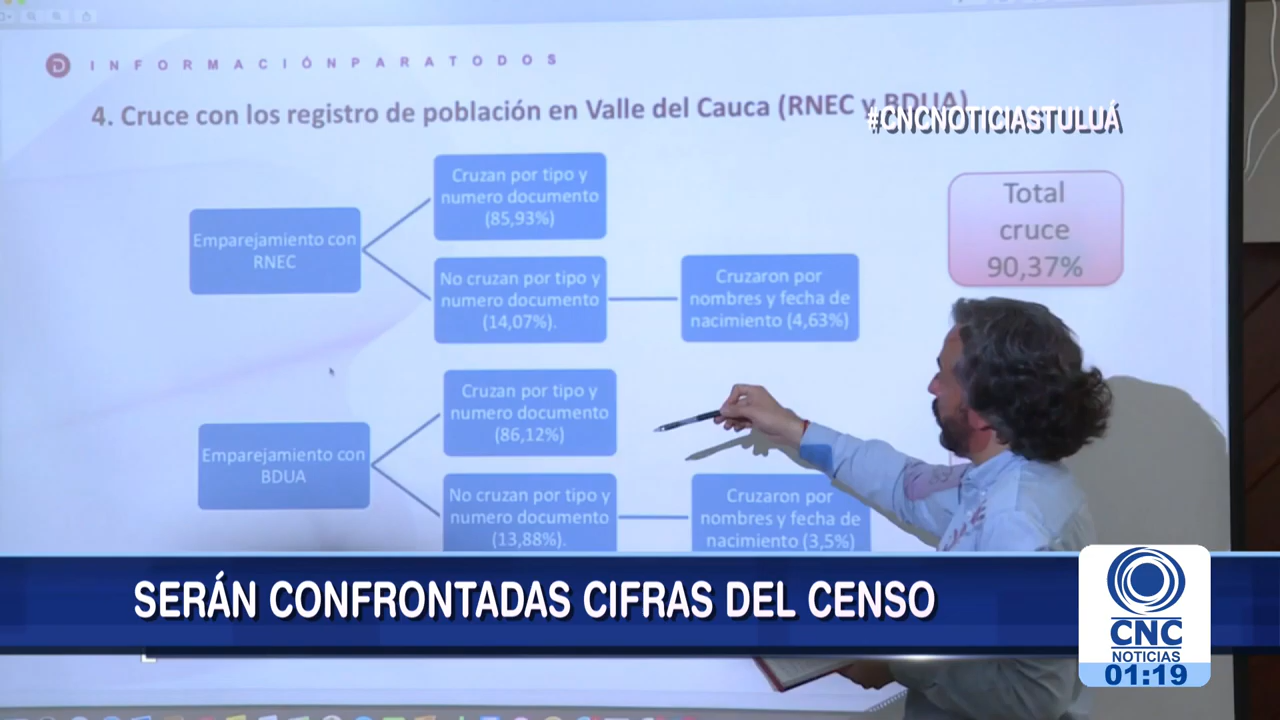 INFORMACIÓNPARATODOS
4. Cruce con los registro de población en Valle del Cauca (RNEC y BDUA)
#CNCNOTICIASTULUÁ
Cruzan por tipo y
numero documento
(85,93%)
Total
cruce
90,37%
Emparejamiento con
RNEC
No cruzan por tipo y
numero documento
(14,07%).
Cruzaron por
nombres y fecha de
nacimiento (4,63%)
Cruzan por tipo y
numero documento
(86,12%)
Emparejamiento con
BDUA
No cruzan por tipo y
numero documento
(13,88%).
Cruzaron por
nombres y fecha de
nacimiento (3,5%)
SERÁN CONFRONTADAS CIFRAS DEL CENSO
CNC
NOTICIAS
01:19